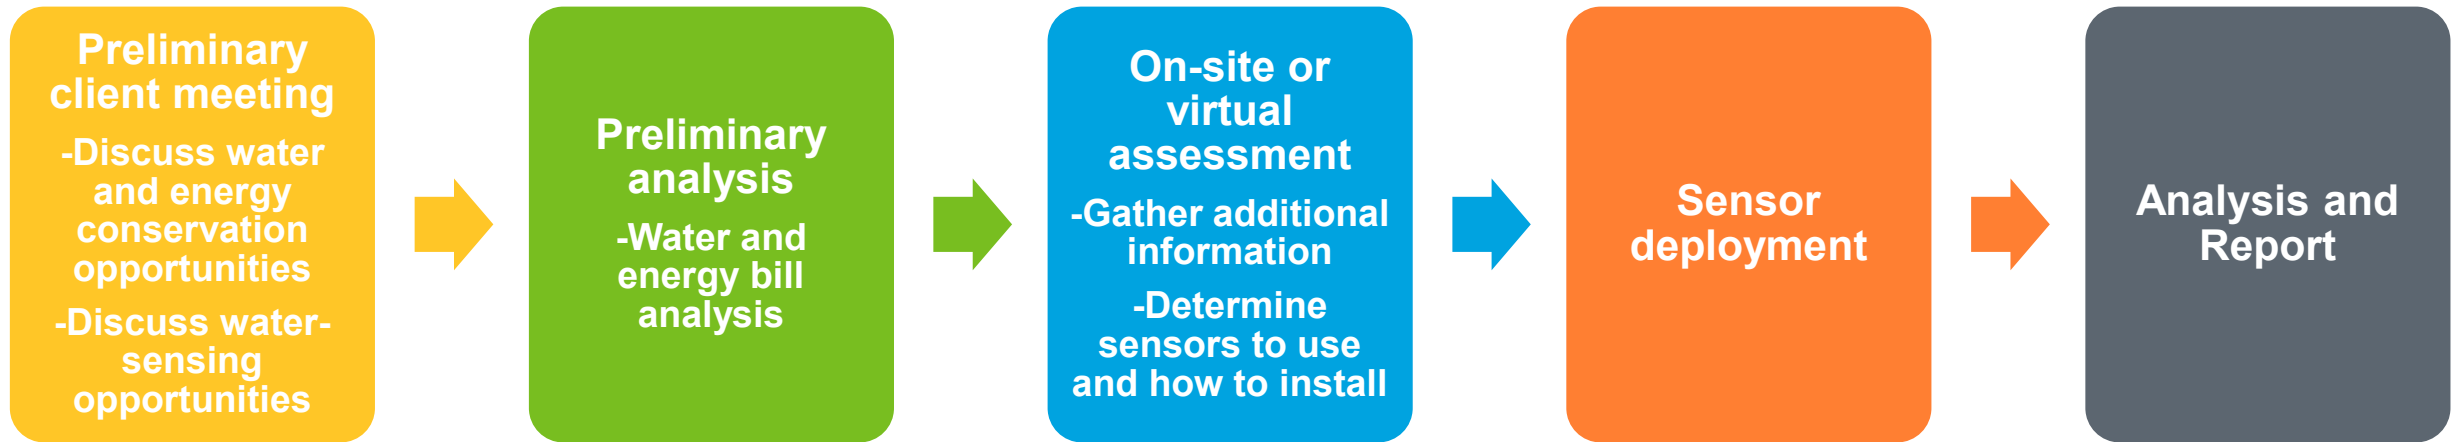 Preliminary
client meeting
-Discuss water
and energy
conservation
opportunities
-Discuss water-
sensing
opportunities
Preliminary
analysis
-Water and
energy bill
analysis
On-site or
virtual
assessment
-Gather additional
information
-Determine
sensors to use
and how to install
Sensor
deployment
Analysis and
Report